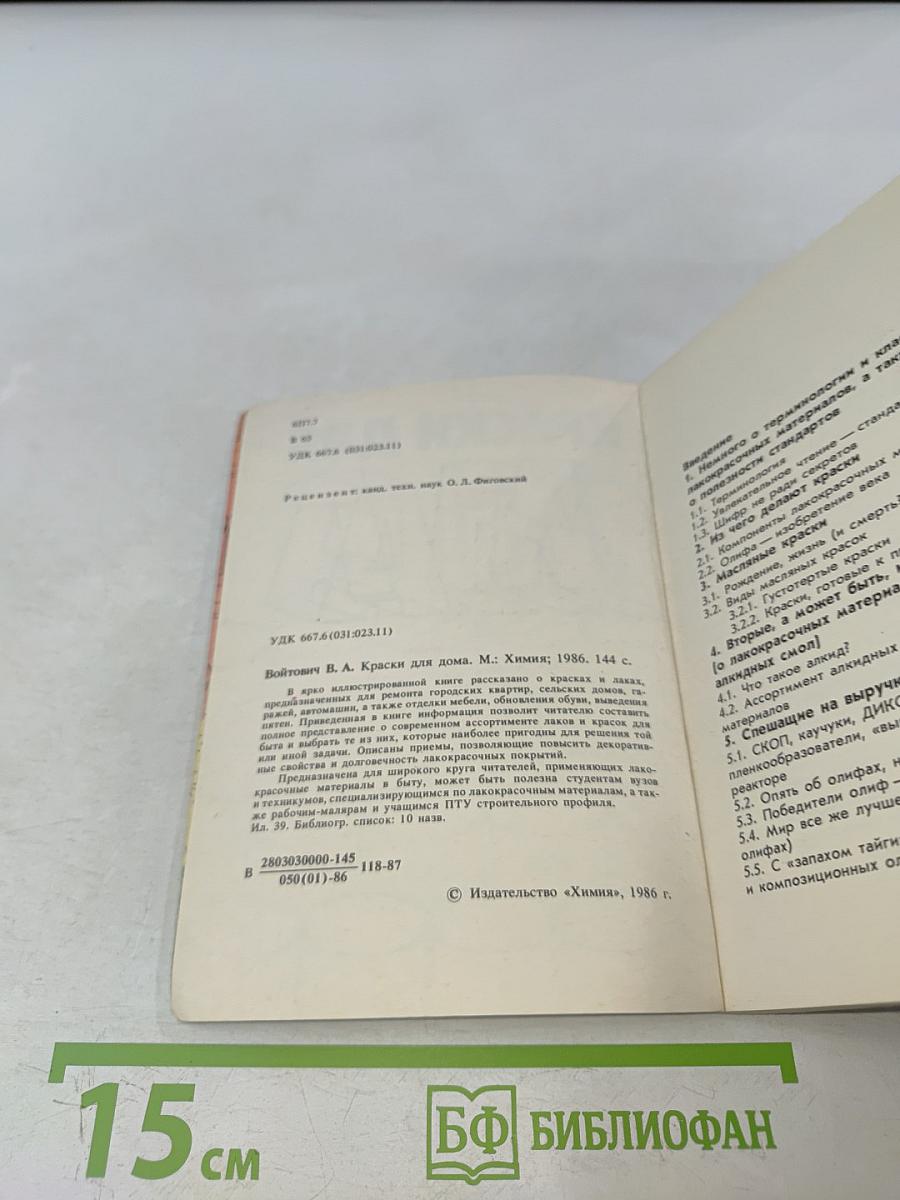 6П7.3
В 65
УДК 667.6 (031:023.11)
Рецензент: канд. техн. наук О. Л. Фиговский
УДК 667.6(031:023.11)
Войтович В. А. Краски для дома. М.: Химия; 1986. 144 с.
В ярко иллюстрированной книге рассказано о красках и лаках,
предназначенных для ремонта городских квартир, сельских домов, га-
ражей, автомашин, а также отделки мебели, обновления обуви, выведения
пятен. Приведенная в книге информация позволит читателю составить
полное представление о современном ассортименте лаков и красок для
быта и выбрать те из них, которые наиболее пригодны для решения той
или иной задачи. Описаны приемы, позволяющие повысить декоратив-
ные свойства и долговечность лакокрасочных покрытий.
Предназначена для широкого круга читателей, применяющих лако-
красочные материалы в быту, может быть полезна студентам вузов
и техникумов, специализирующимся по лакокрасочным материалам, а так-
же рабочим-малярам и учащимся ПТУ строительного профиля.
Ил. 39. Библиогр. список: 10 назв.
В 2803030000-145 118-87
050(01)-86
© Издательство «Химия», 1986 г.
Введение
1. Немного о терминологии и кла
лакокрасочных материалов, а так
о полезности стандартов
1.1. Терминология
1.2. Увлекательное чтение — станда
1.3. Шифр не ради секретов
2. Из чего делают краски
2.1. Компоненты лакокрасочных м
2.2. Олифа — изобретение века
3. Масляные краски
3.1. Рождение, жизнь (и смерть?
3.2. Виды масляных красок
3.2.1. Густотертые краски
3.2.2. Краски, готовые к п
4. Вторые, а может быть,
(о лакокрасочных материа
алкидных смол)
4.1. Что такое алкид?
4.2. Ассортимент алкидных
материалов
5. Спешащие на выручк
5.1. СКОП, каучуки, ДИКО
пленкообразователи, «вы
реакторе
5.2. Опять об олифах, н
5.3. Победители олиф —
5.4. Мир все же лучше
олифах)
5.5. С «запахом тайги»
и композиционных ол
15 см
БФ БИБЛИОФАН